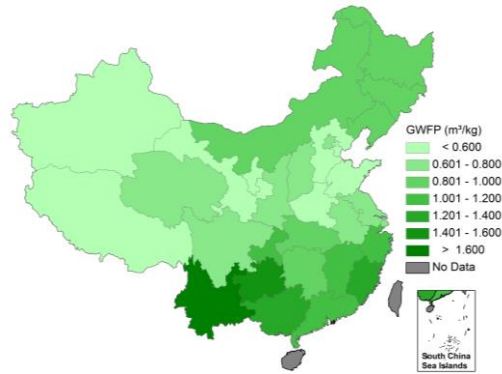 GWFP (m³/kg)
< 0.600
0.601 - 0.800
0.801 - 1.000
1.001 - 1.200
1.201 - 1.400
1.401 - 1.600
> 1.600
No Data
South China
Sea Islands